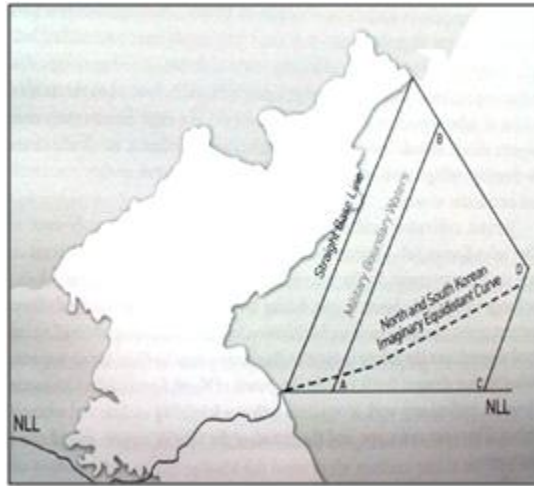 B
Straight Base Line
Military Boundary Waters
D
North and South Korean
Imaginary Equidistant Curve
A
C
NLL
NLL